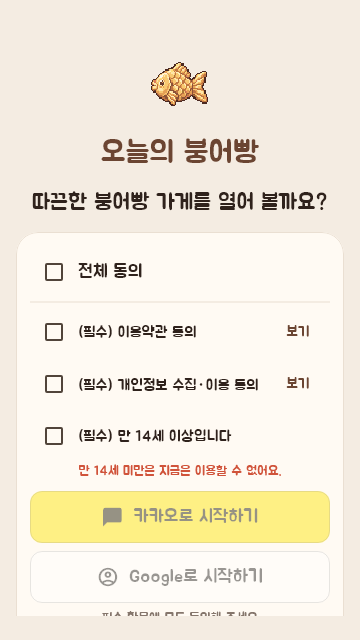 오늘의 붕어빵
따끈한 붕어빵 가게를 열어 볼까요?
전체 동의
(필수) 이용약관 동의 보기
(필수) 개인정보 수집·이용 동의 보기
(필수) 만 14세 이상입니다
만 14세 미만은 지금은 이용할 수 없어요.
카카오로 시작하기
Google로 시작하기